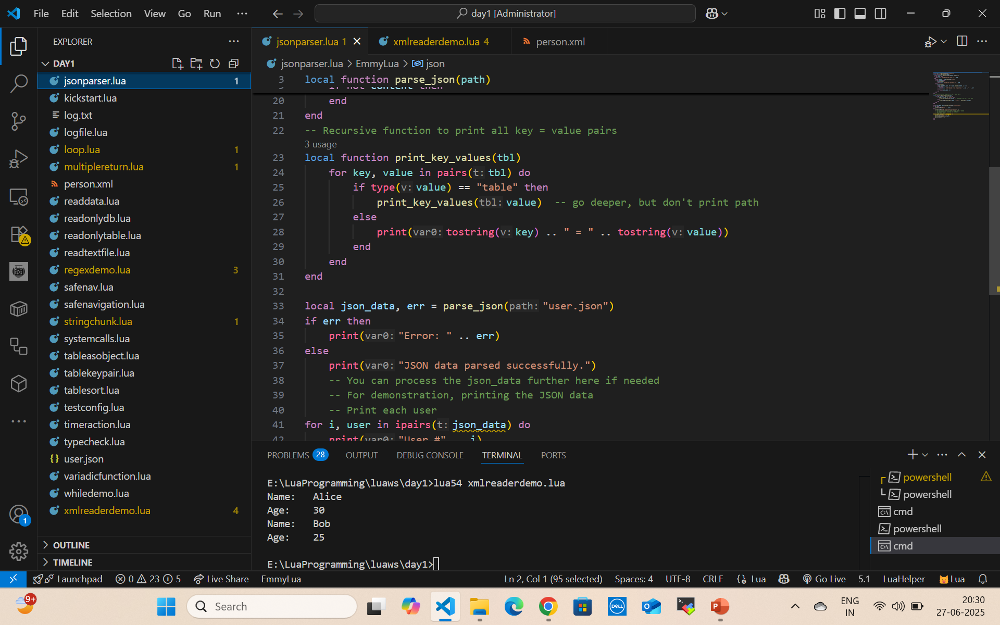 File Edit Selection View Go Run ···
day1 [Administrator]
EXPLORER
DAY1
jsonparser.lua 1
kickstart.lua
log.txt
logfile.lua
loop.lua 1
multiplereturn.lua 1
person.xml
readdata.lua
readonlydb.lua
readonlytable.lua
readtextfile.lua
regexdemo.lua 3
safenav.lua
safenavigation.lua
stringchunk.lua 1
systemcalls.lua
tableasobject.lua
tablekeypair.lua
tablesort.lua
testconfig.lua
timeraction.lua
typecheck.lua
{} user.json
variadicfunction.lua
whiledemo.lua
xmlreaderdemo.lua 4
OUTLINE
TIMELINE
1
jsonparser.lua 1 xmlreaderdemo.lua 4 person.xml
jsonparser.lua > EmmyLua > json
3 local function parse_json(path)
9 if not content then
20 end
21 end
22 -- Recursive function to print all key = value pairs
3 usage
23 local function print_key_values(tbl)
24 for key, value in pairs(t: tbl) do
25 if type(v: value) == "table" then
26 print_key_values(tbl: value) -- go deeper, but don't print path
27 else
28 print(var0: tostring(v: key) .. " = " .. tostring(v: value))
29 end
30 end
31 end
32
33 local json_data, err = parse_json(path: "user.json")
34 if err then
35 print(var0: "Error: " .. err)
36 else
37 print(var0: "JSON data parsed successfully.")
38 -- You can process the json_data further here if needed
39 -- For demonstration, printing the JSON data
40 -- Print each user
41 for i, user in ipairs(t: json_data) do
42 print(var0: "User #" .. i)
PROBLEMS 28 OUTPUT DEBUG CONSOLE TERMINAL PORTS
E:\LuaProgramming\luaws\day1>lua54 xmlreaderdemo.lua
Name: Alice
Age: 30
Name: Bob
Age: 25
E:\LuaProgramming\luaws\day1>
powershell
powershell
cmd
powershell
cmd
Launchpad 0 23 5 Live Share EmmyLua Ln 2, Col 1 (95 selected) Spaces: 4 UTF-8 CRLF Lua Go Live 5.1 LuaHelper Lua
9+ Search DELL ENG 20:30
IN 27-06-2025